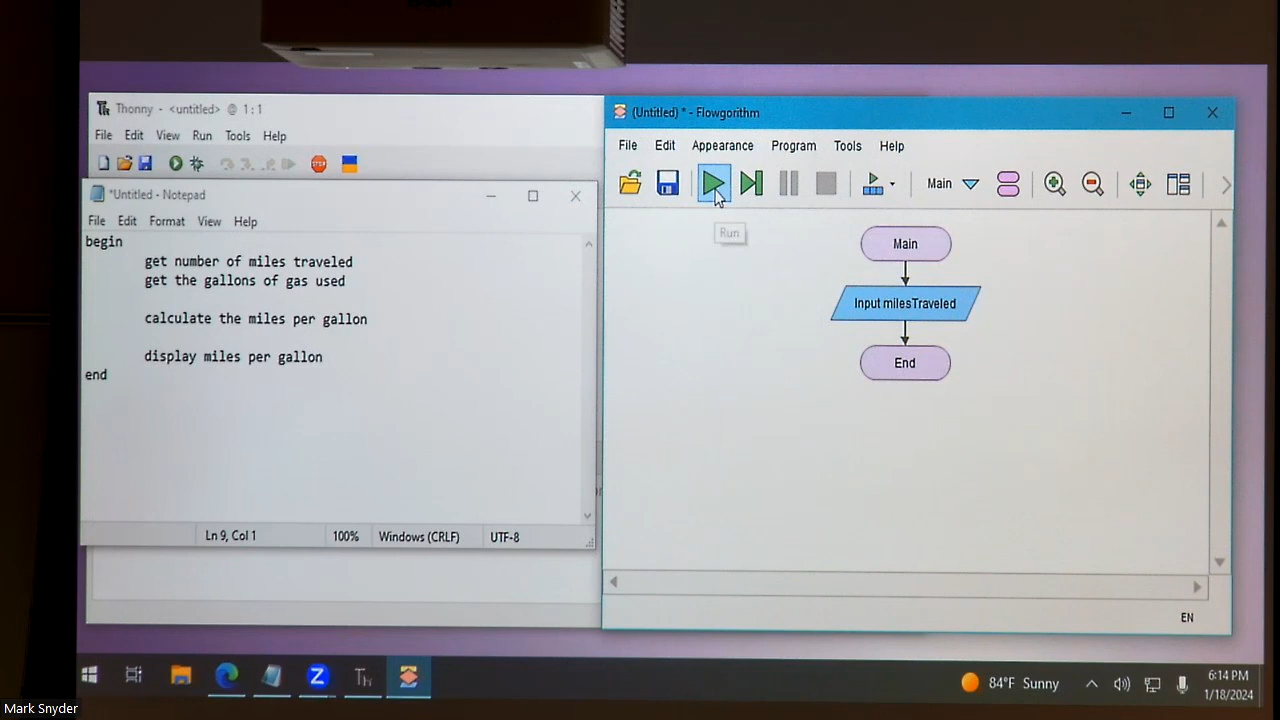 Thonny - <untitled> @ 1:1
File Edit View Run Tools Help
STOP
*Untitled - Notepad
File Edit Format View Help
begin
get number of miles traveled
get the gallons of gas used
calculate the miles per gallon
display miles per gallon
end
Ln 9, Col 1 100% Windows (CRLF) UTF-8
(Untitled) * - Flowgorithm
File Edit Appearance Program Tools Help
Main
Run
Main
Input milesTraveled
End
EN
Th
84°F Sunny
6:14 PM
1/18/2024
Mark Snyder